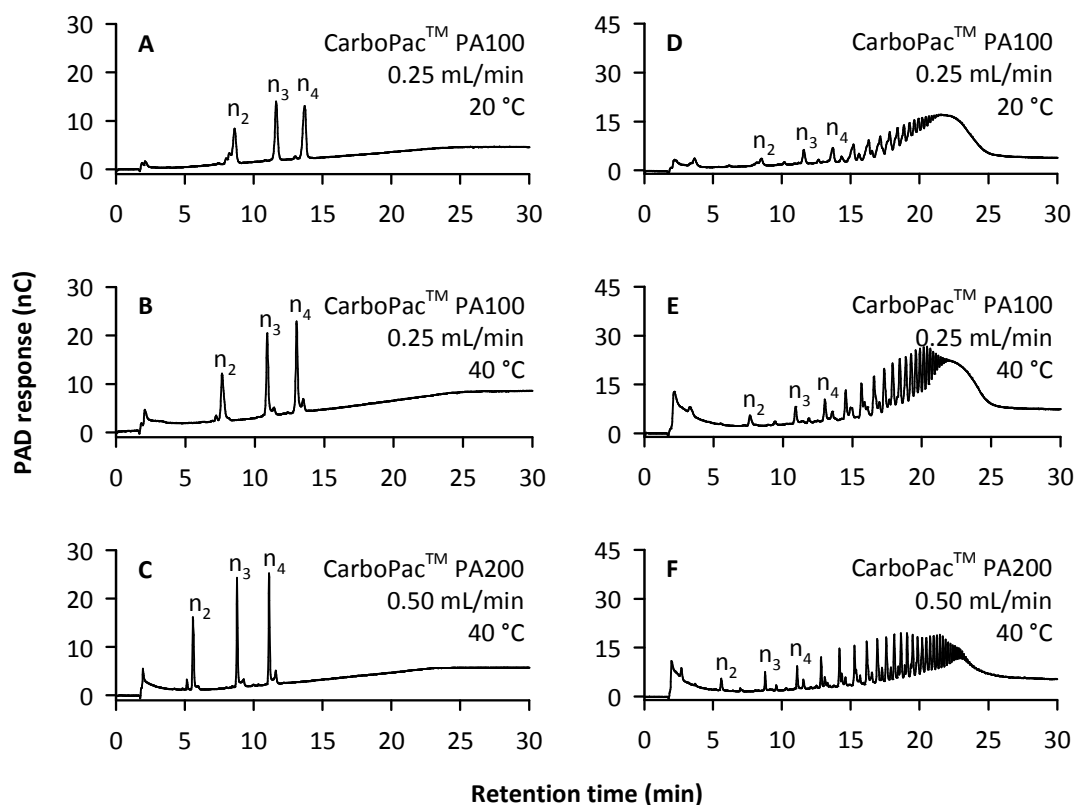 PAD response (nC)
30
20
10
0
A
CarboPac™ PA100
0.25 mL/min
20 °C
n₂
n₃
n₄
0 5 10 15 20 25 30
45
30
15
0
D
CarboPac™ PA100
0.25 mL/min
20 °C
n₂
n₃
n₄
0 5 10 15 20 25 30
30
20
10
0
B
CarboPac™ PA100
0.25 mL/min
40 °C
n₂
n₃
n₄
0 5 10 15 20 25 30
45
30
15
0
E
CarboPac™ PA100
0.25 mL/min
40 °C
n₂
n₃
n₄
0 5 10 15 20 25 30
30
20
10
0
C
CarboPac™ PA200
0.50 mL/min
40 °C
n₂
n₃
n₄
0 5 10 15 20 25 30
45
30
15
0
F
CarboPac™ PA200
0.50 mL/min
40 °C
n₂
n₃
n₄
0 5 10 15 20 25 30
Retention time (min)